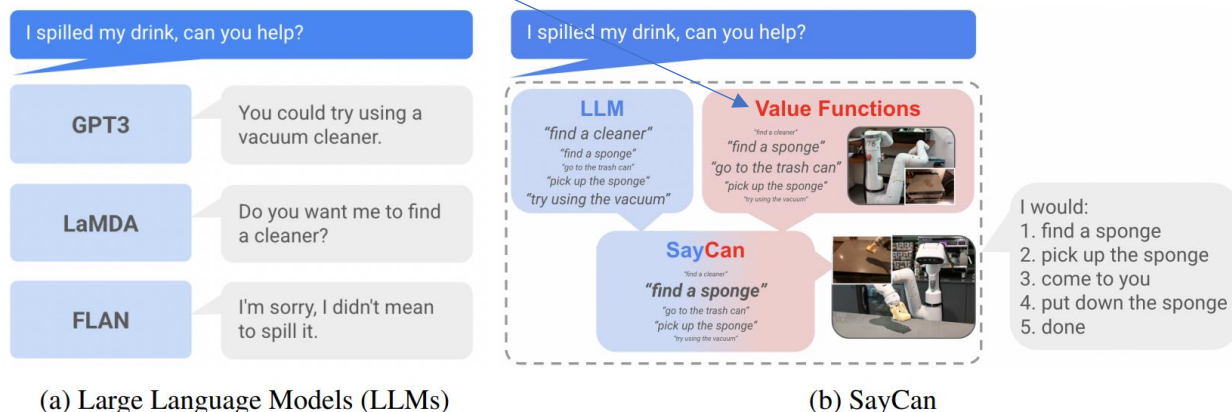 I spilled my drink, can you help?
GPT3
You could try using a
vacuum cleaner.
LaMDA
Do you want me to find
a cleaner?
FLAN
I'm sorry, I didn't mean
to spill it.
(a) Large Language Models (LLMs)
I spilled my drink, can you help?
LLM
"find a cleaner"
"find a sponge"
"go to the trash can"
"pick up the sponge"
"try using the vacuum"
Value Functions
"find a cleaner"
"find a sponge"
"go to the trash can"
"pick up the sponge"
"try using the vacuum"
SayCan
"find a cleaner"
"find a sponge"
"go to the trash can"
"pick up the sponge"
"try using the vacuum"
I would:
1. find a sponge
2. pick up the sponge
3. come to you
4. put down the sponge
5. done
(b) SayCan